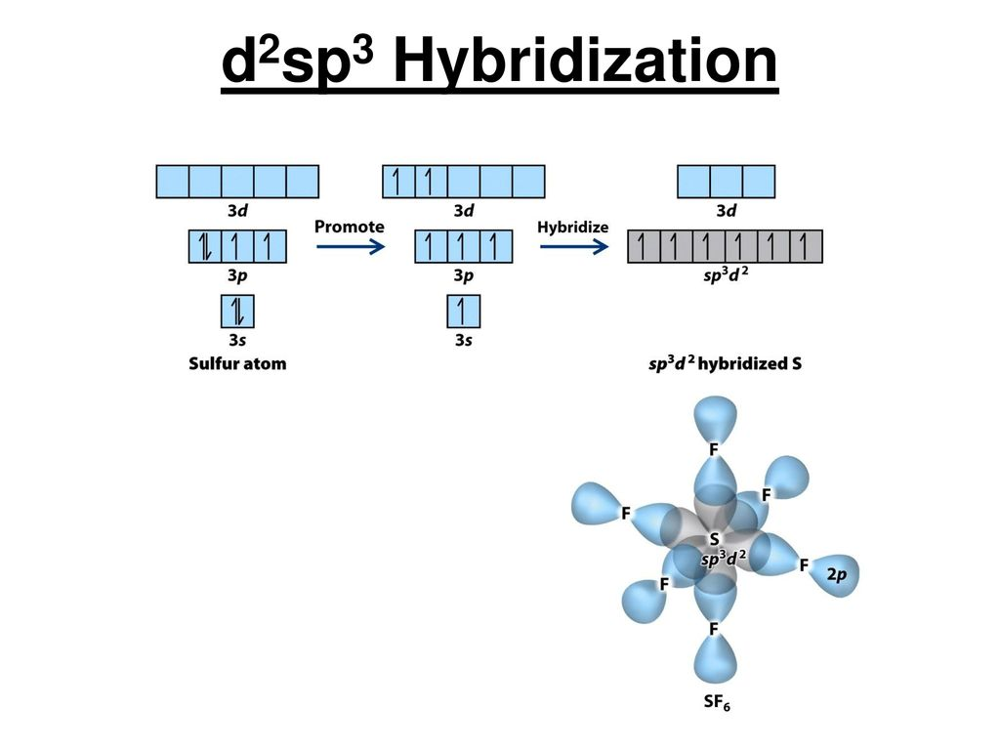 d²sp³ Hybridization
3d 3d 3d
Promote Hybridize
3p 3p sp³d²
3s 3s
Sulfur atom sp³d² hybridized S
F
F
F
S
sp³d²
F 2p
F
F
SF₆